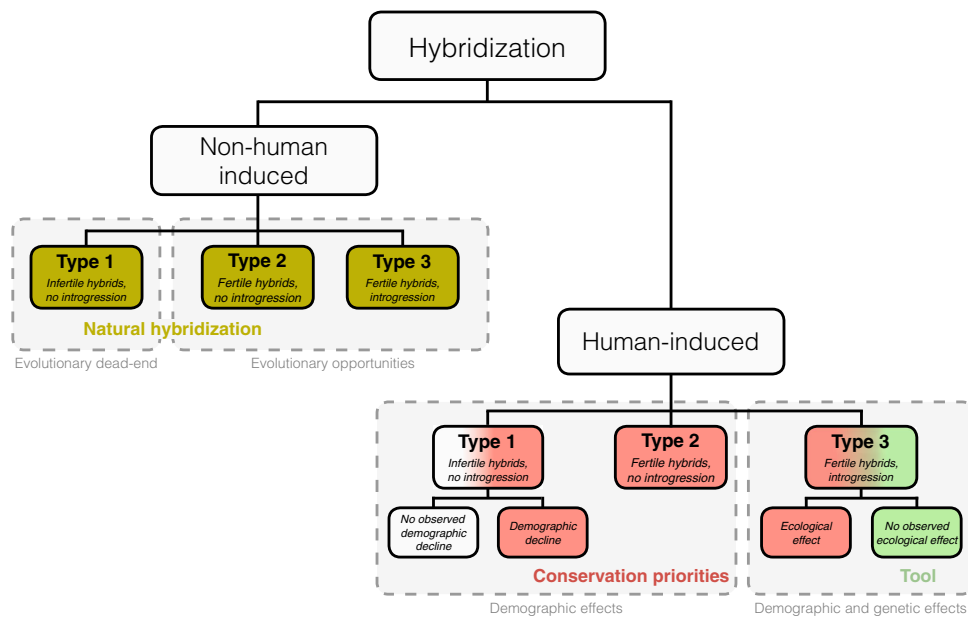 Hybridization
Non-human
induced
Type 1
Infertile hybrids,
no introgression
Type 2
Fertile hybrids,
no introgression
Type 3
Fertile hybrids,
introgression
Natural hybridization
Evolutionary dead-end
Evolutionary opportunities
Human-induced
Type 1
Infertile hybrids,
no introgression
Type 2
Fertile hybrids,
no introgression
Type 3
Fertile hybrids,
introgression
No observed
demographic
decline
Demographic
decline
Ecological
effect
No observed
ecological effect
Conservation priorities
Tool
Demographic effects
Demographic and genetic effects